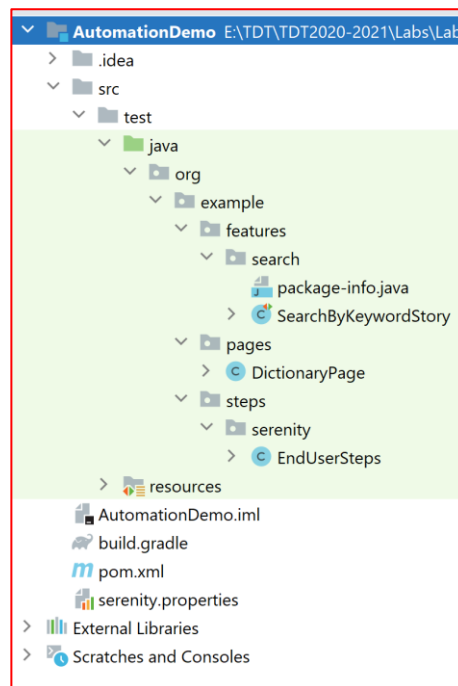 AutomationDemo E:\TDT\TDT2020-2021\Labs\Lab
.idea
src
test
java
org
example
features
search
package-info.java
SearchByKeywordStory
pages
DictionaryPage
steps
serenity
EndUserSteps
resources
AutomationDemo.iml
build.gradle
pom.xml
serenity.properties
External Libraries
Scratches and Consoles